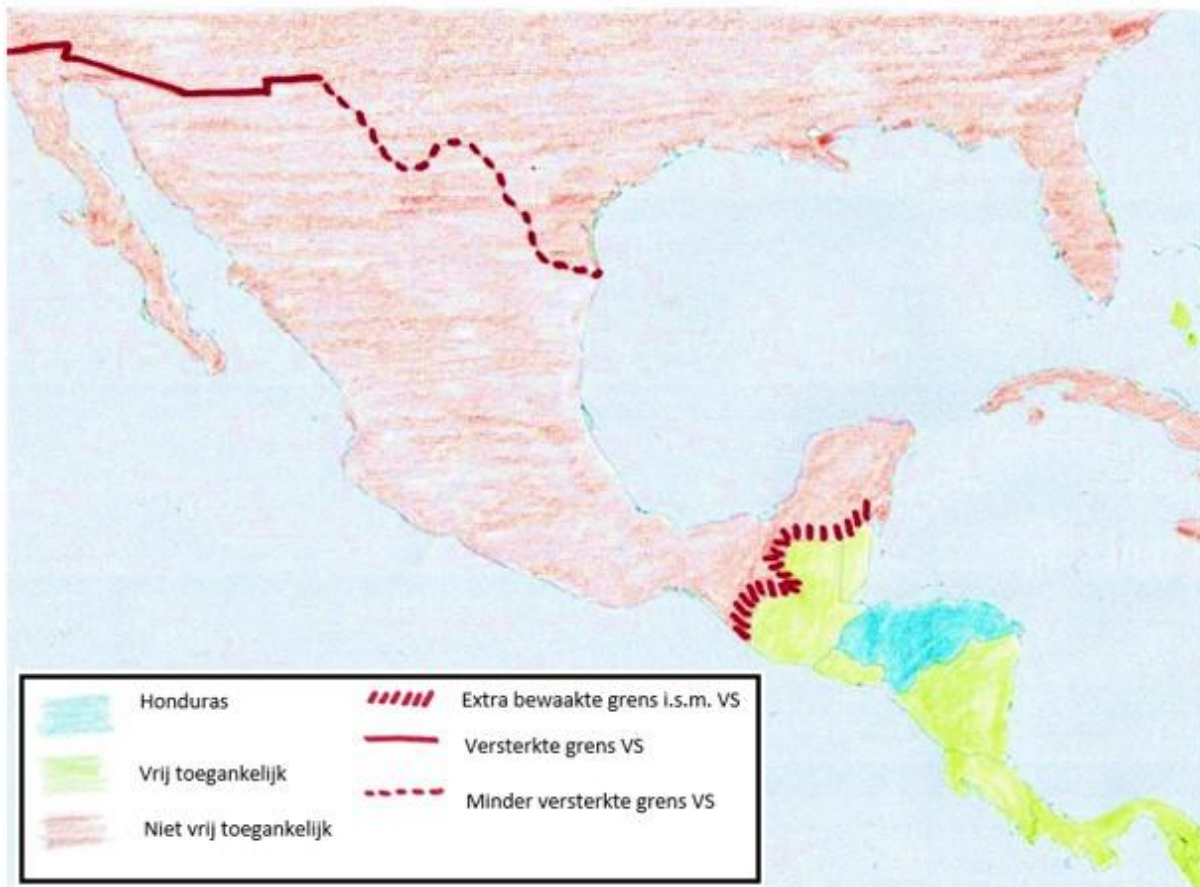 Honduras
Vrij toegankelijk
Niet vrij toegankelijk
Extra bewaakte grens i.s.m. VS
Versterkte grens VS
Minder versterkte grens VS